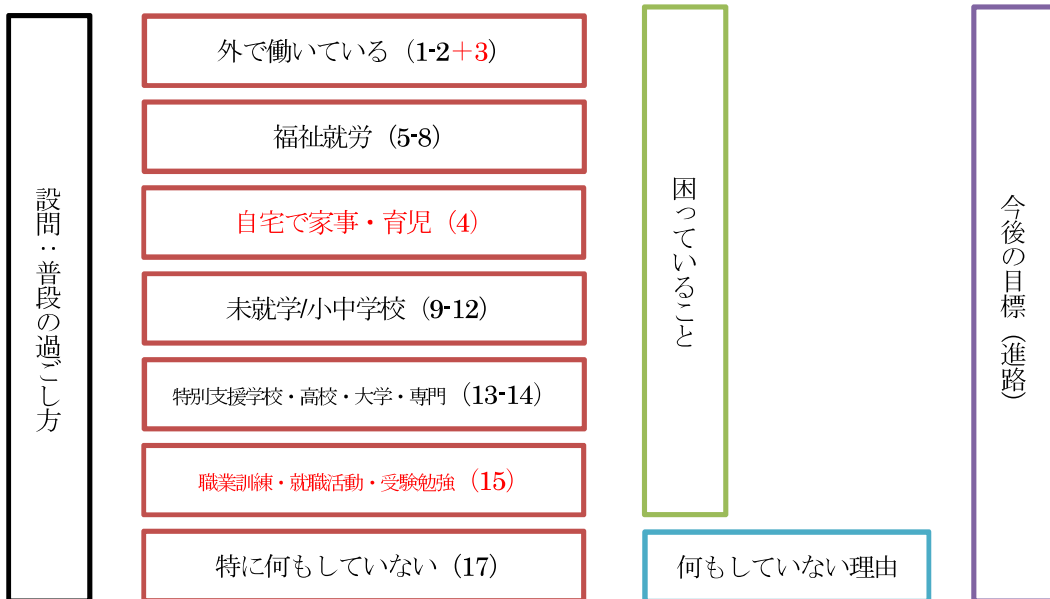 設問：普段の過ごし方
外で働いている（1-2＋3）
福祉就労（5-8）
自宅で家事・育児（4）
未就学/小中学校（9-12）
特別支援学校・高校・大学・専門（13-14）
職業訓練・就職活動・受験勉強（15）
特に何もしていない（17）
困っていること
何もしていない理由
今後の目標（進路）